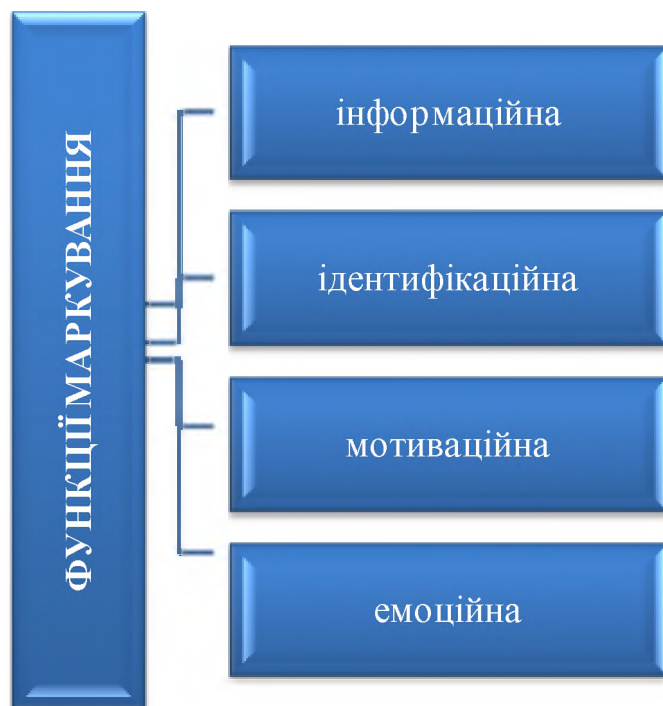 ФУНКЦІЇ МАРКУВАННЯ
інформаційна
ідентифікаційна
мотиваційна
емоційна